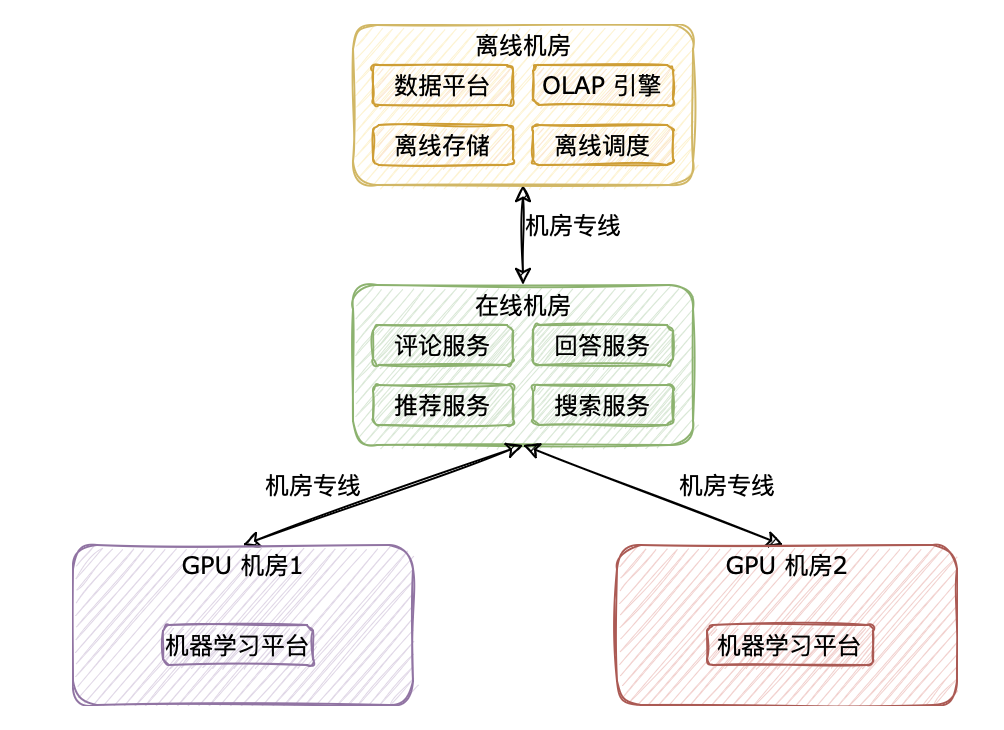 离线机房
数据平台
OLAP 引擎
离线存储
离线调度
机房专线
在线机房
评论服务
回答服务
推荐服务
搜索服务
机房专线
机房专线
GPU 机房1
机器学习平台
GPU 机房2
机器学习平台